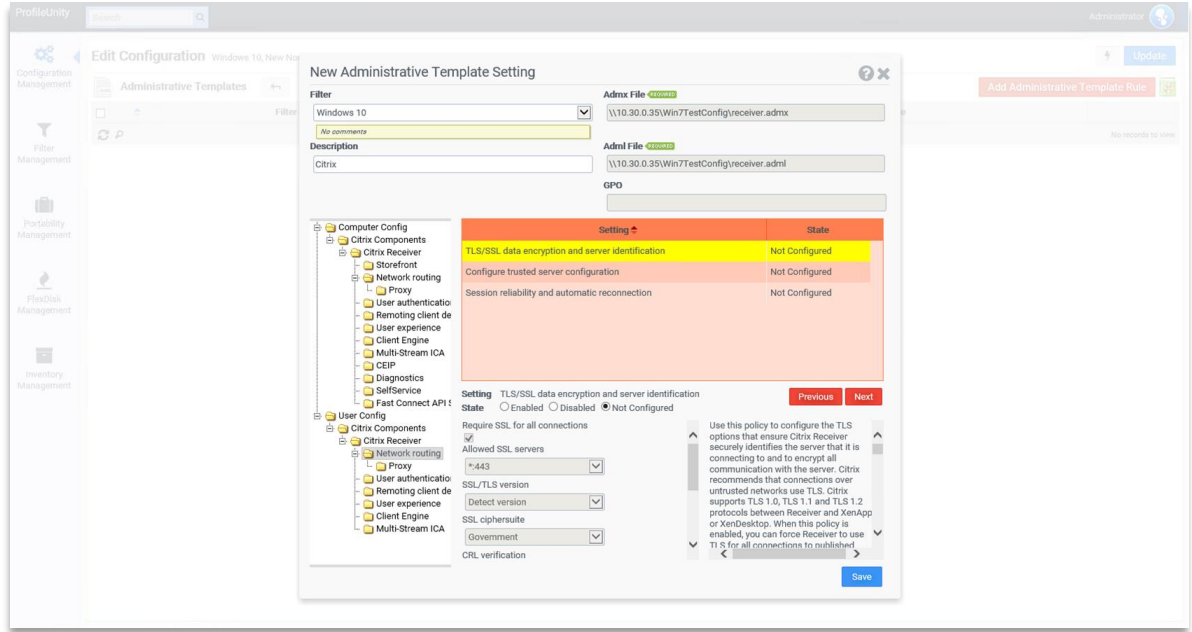 ProfileUnity
Search
Administrator
Configuration
Management
Filter
Management
Portability
Management
FlexDisk
Management
Inventory
Management
Edit Configuration Windows 10, New No
Update
Administrative Templates
Add Administrative Template Rule
Filter
No records to view
New Administrative Template Setting
Filter
Windows 10
No comments
Description
Citrix
Admx File REQUIRED
\\10.30.0.35\Win7TestConfig\receiver.admx
Adml File REQUIRED
\\10.30.0.35\Win7TestConfig\receiver.adml
GPO
Computer Config
Citrix Components
Citrix Receiver
Storefront
Network routing
Proxy
User authentication
Remoting client de
User experience
Client Engine
Multi-Stream ICA
CEIP
Diagnostics
SelfService
Fast Connect API S
User Config
Citrix Components
Citrix Receiver
Network routing
Proxy
User authentication
Remoting client de
User experience
Client Engine
Multi-Stream ICA
Setting State
TLS/SSL data encryption and server identification Not Configured
Configure trusted server configuration Not Configured
Session reliability and automatic reconnection Not Configured
Setting TLS/SSL data encryption and server identification
State Enabled Disabled Not Configured
Previous Next
Require SSL for all connections
Allowed SSL servers
*:443
SSL/TLS version
Detect version
SSL ciphersuite
Government
CRL verification
Use this policy to configure the TLS
options that ensure Citrix Receiver
securely identifies the server that it is
connecting to and to encrypt all
communication with the server. Citrix
recommends that connections over
untrusted networks use TLS. Citrix
supports TLS 1.0, TLS 1.1 and TLS 1.2
protocols between Receiver and XenApp
or XenDesktop. When this policy is
enabled, you can force Receiver to use
TLS for all connections to published
Save